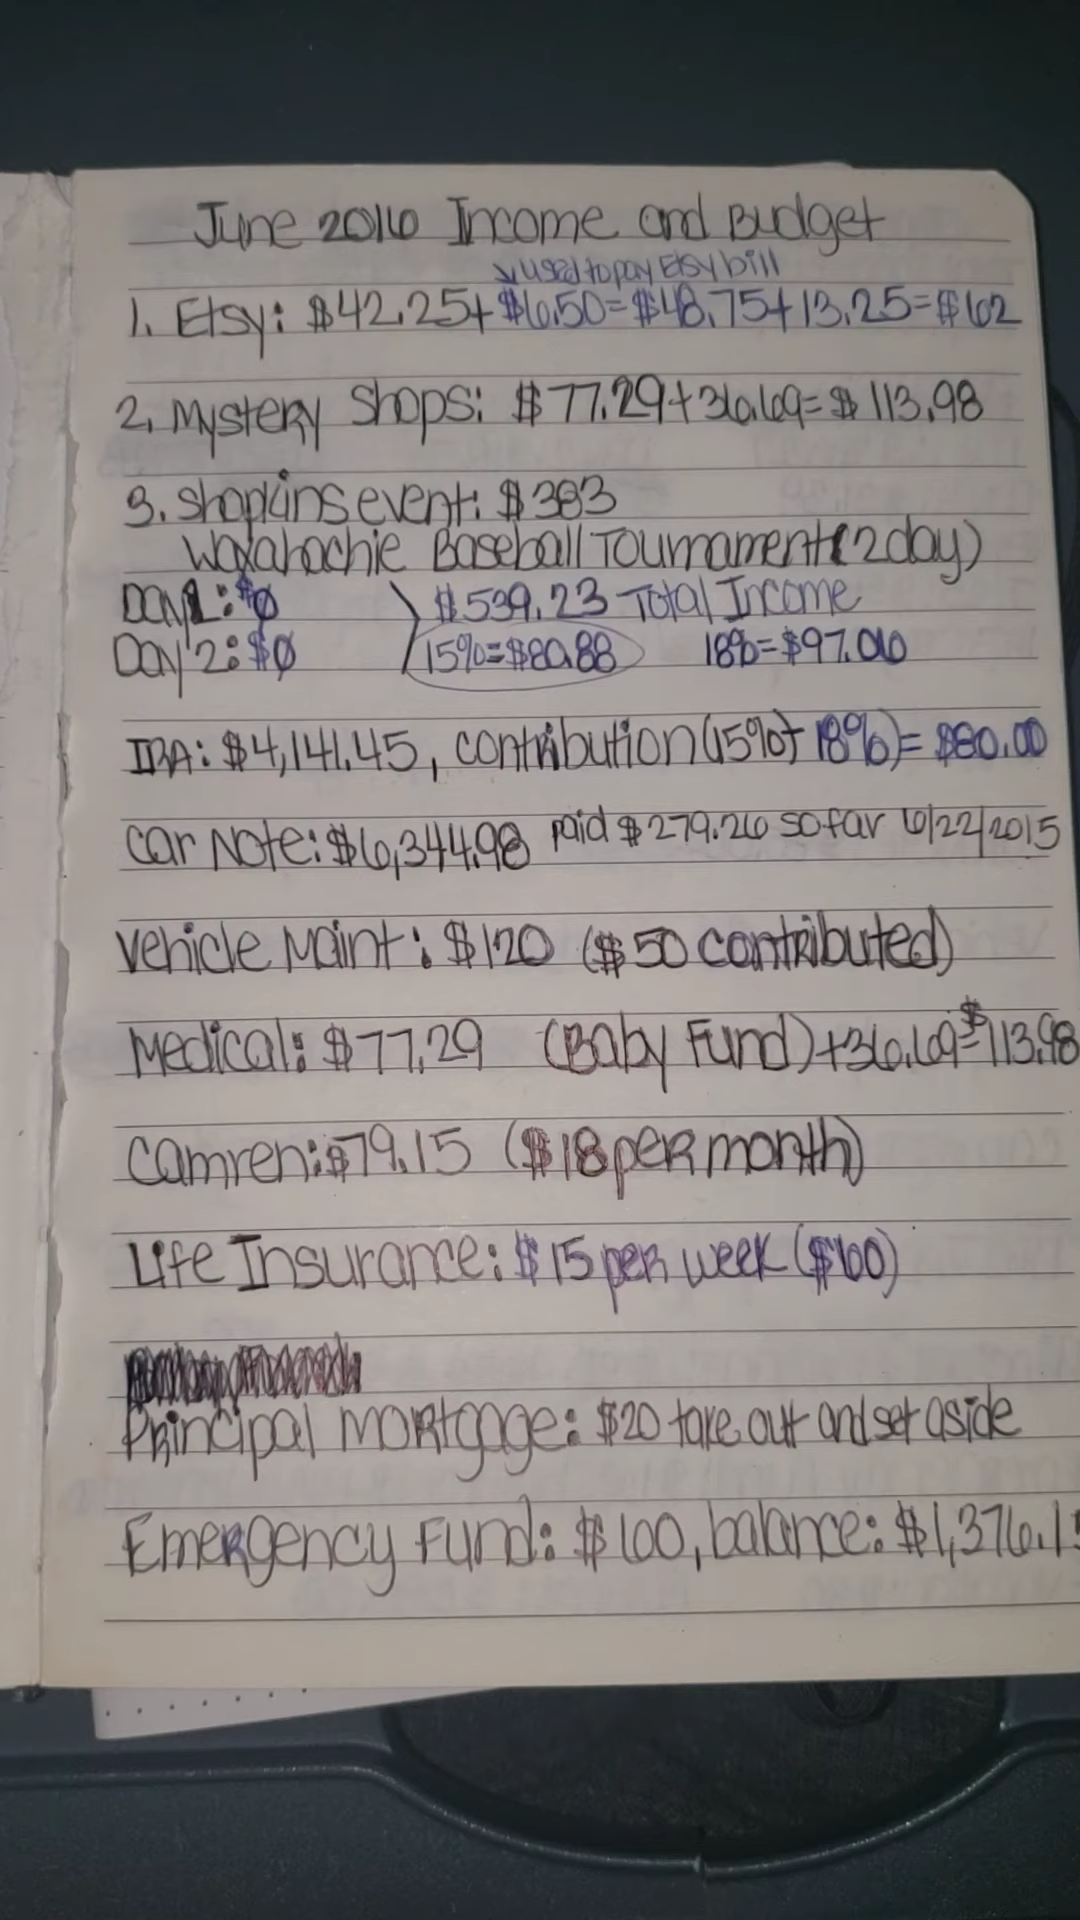 June 2016 Income and Budget
↘used to pay Etsy bill
1. Etsy: $42.25+$6.50=$48.75+13.25=$62
2. Mystery Shops: $77.29+36.69=$113.98
3. Shopkins event: $383
Waxahachie Baseball Tournament(2day)
Day1:$0 $539.23 Total Income
Day 2:$0 15%=$80.88 18%=$97.06
IRA: $4,141.45, contribution(15%+18%)=$80.00
Car Note:$6,344.98 paid $279.26 so far 6/22/2015
Vehicle Maint: $120 ($50 contributed)
Medical: $77.29 (Baby Fund)+36.69=$113.98
Camren:$79.15 ($18 per month)
Life Insurance: $15 per week ($60)
Principal Mortgage: $20 take out and set aside
Emergency Fund: $100, balance: $1,376.1